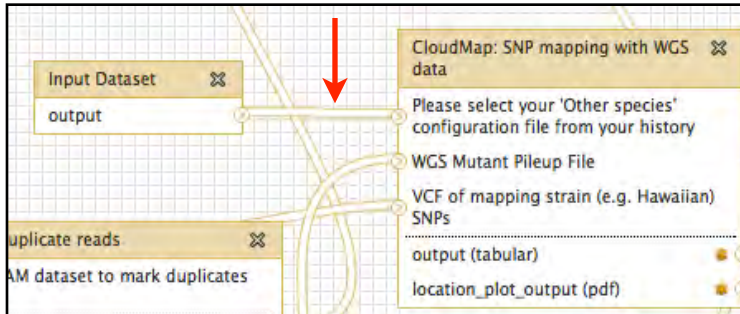 Input Dataset
output
CloudMap: SNP mapping with WGS
data
Please select your 'Other species'
configuration file from your history
WGS Mutant Pileup File
VCF of mapping strain (e.g. Hawaiian)
SNPs
output (tabular)
location_plot_output (pdf)
uplicate reads
AM dataset to mark duplicates